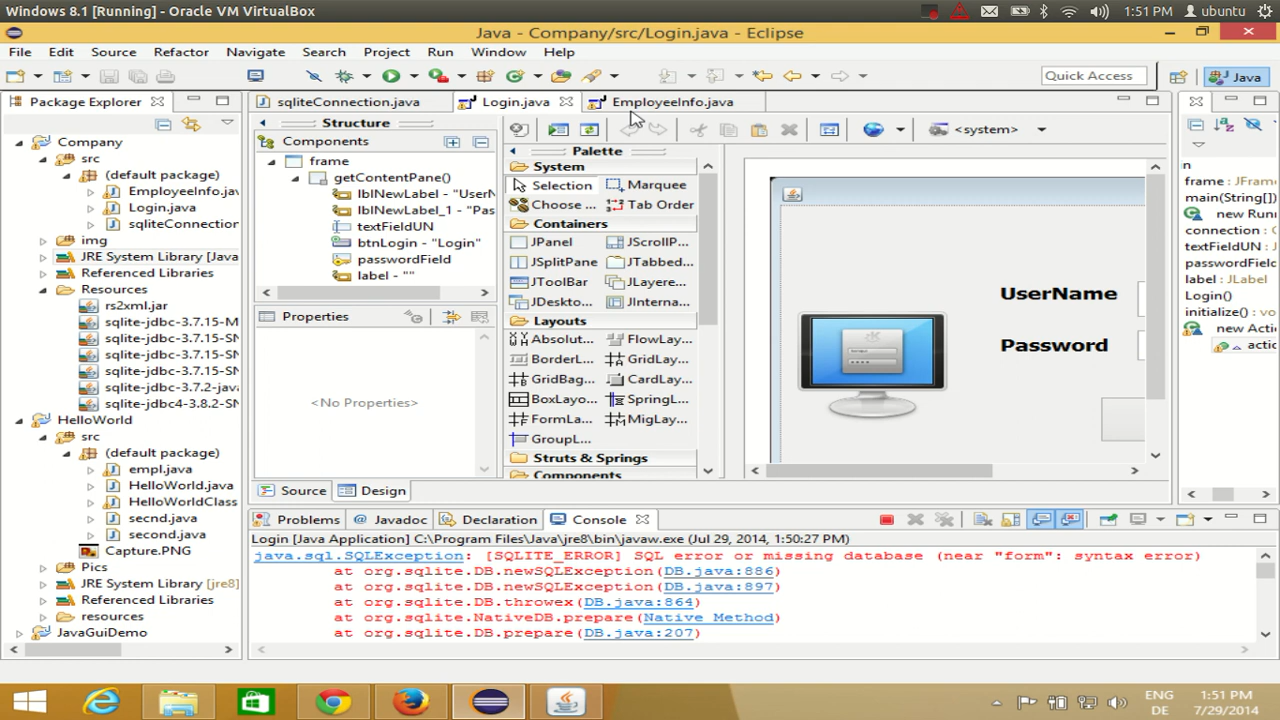 Windows 8.1 [Running] - Oracle VM VirtualBox
1:51 PM
ubuntu
Java - Company/src/Login.java - Eclipse
File Edit Source Refactor Navigate Search Project Run Window Help
Quick Access
Java
Package Explorer
sqliteConnection.java
Login.java
EmployeeInfo.java
Company
src
(default package)
EmployeeInfo.jav
Login.java
sqliteConnection
img
JRE System Library [Java
Referenced Libraries
Resources
rs2xml.jar
sqlite-jdbc-3.7.15-M
sqlite-jdbc-3.7.15-SN
sqlite-jdbc-3.7.15-SN
sqlite-jdbc-3.7.15-SN
sqlite-jdbc-3.7.2-java
sqlite-jdbc4-3.8.2-SN
HelloWorld
src
(default package)
empl.java
HelloWorld.java
HelloWorldClass
secnd.java
second.java
Capture.PNG
Pics
JRE System Library [jre8
Referenced Libraries
resources
JavaGuiDemo
Structure
Components
frame
getContentPane()
lblNewLabel - "UserN
lblNewLabel_1 - "Pas
textFieldUN
btnLogin - "Login"
passwordField
label - ""
Properties
<No Properties>
<system>
Palette
System
Selection Marquee
Choose ... Tab Order
Containers
JPanel JScrollP...
JSplitPane JTabbed...
JToolBar JLayere...
JDeskto... JInterna...
Layouts
Absolut... FlowLay...
BorderL... GridLay...
GridBag... CardLay...
BoxLayo... SpringL...
FormLa... MigLay...
GroupL...
Struts & Springs
Components
UserName
Password
n
frame: JFrame
main(String[])
new Run
connection:
textFieldUN:
passwordField
label: JLabel
Login()
initialize() : vo
new Action
actio
Source Design
Problems Javadoc Declaration Console
Login [Java Application] C:\Program Files\Java\jre8\bin\javaw.exe (Jul 29, 2014, 1:50:27 PM)
java.sql.SQLException: [SQLITE_ERROR] SQL error or missing database (near "form": syntax error)
at org.sqlite.DB.newSQLException(DB.java:886)
at org.sqlite.DB.newSQLException(DB.java:897)
at org.sqlite.DB.throwex(DB.java:864)
at org.sqlite.NativeDB.prepare(Native Method)
at org.sqlite.DB.prepare(DB.java:207)
ENG 1:51 PM
DE 7/29/2014